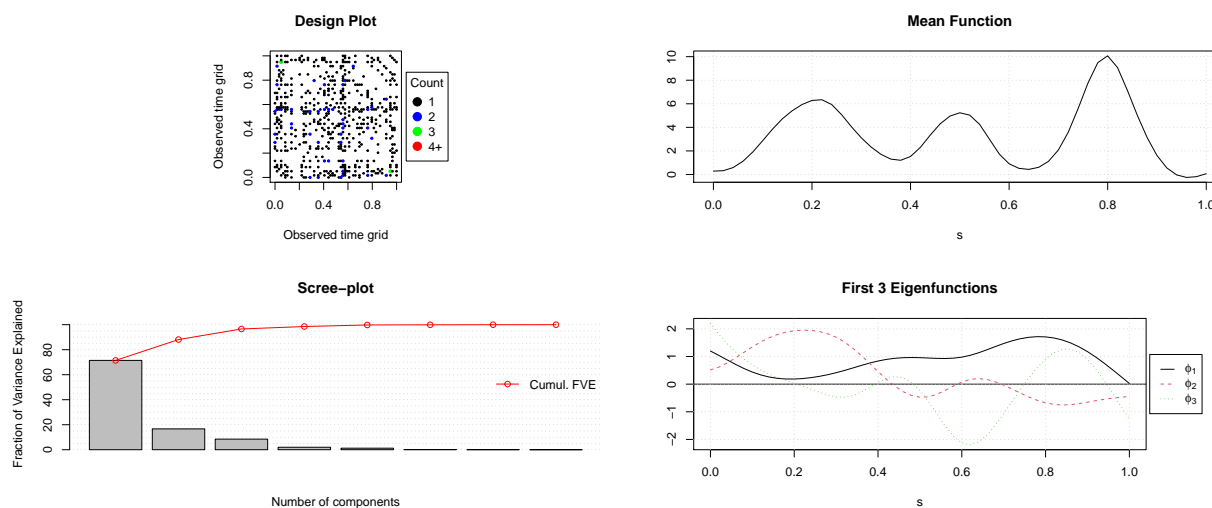 Design Plot
Observed time grid
0.0 0.4 0.8
Count
1
2
3
4+
0.0 0.4 0.8
Observed time grid
Mean Function
0 2 4 6 8 10
0.0 0.2 0.4 0.6 0.8 1.0
s
Scree-plot
Fraction of Variance Explained
0 20 40 60 80
Cumul. FVE
Number of components
First 3 Eigenfunctions
-2 -1 0 1 2
ϕ1
ϕ2
ϕ3
0.0 0.2 0.4 0.6 0.8 1.0
s